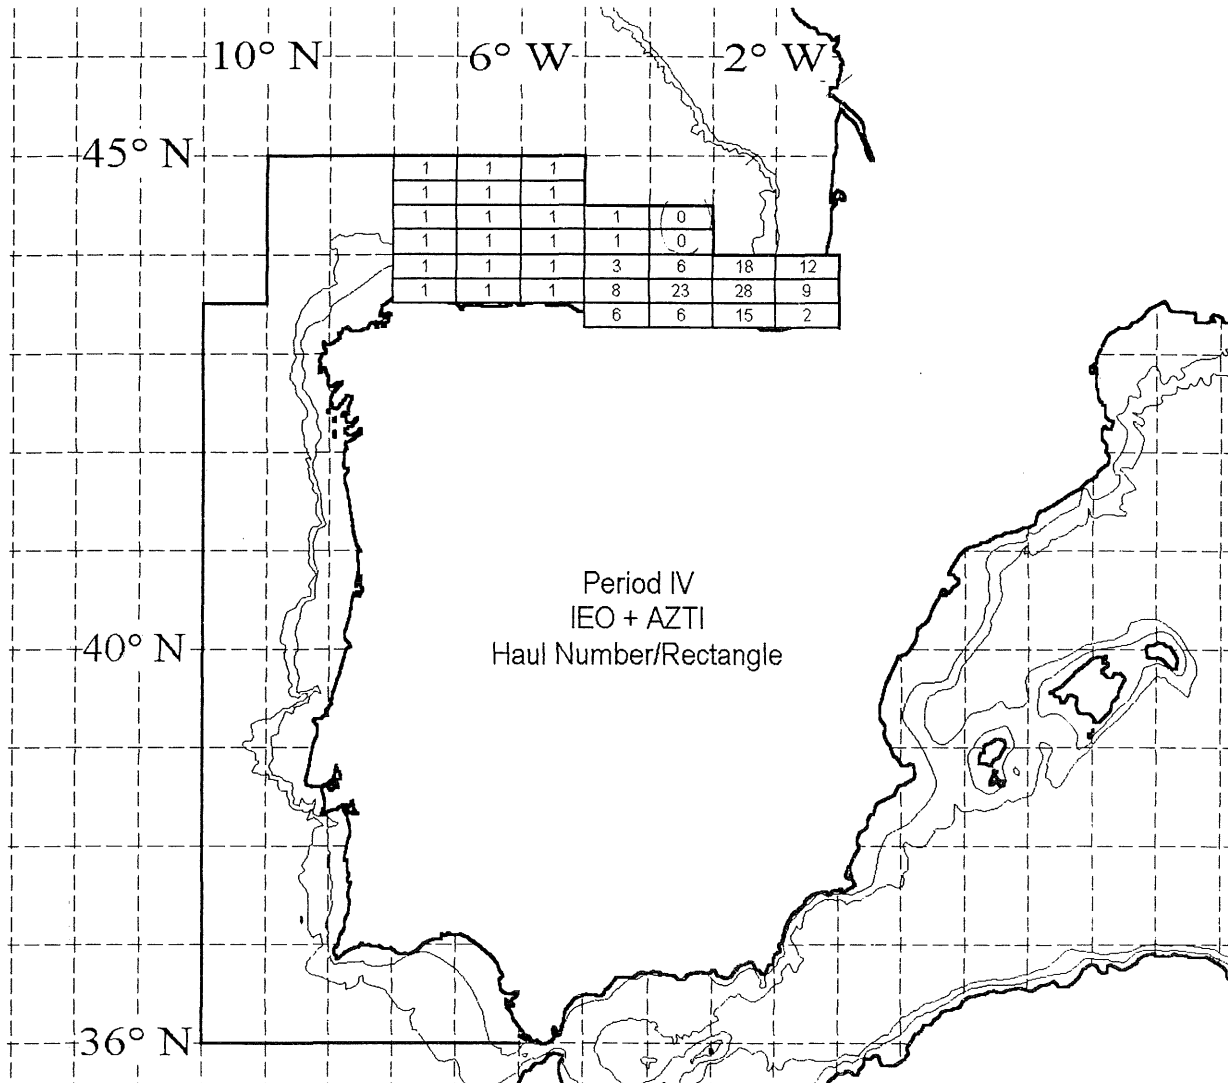 10° N 6° W 2° W
45° N
1 1 1
1 1 1
1 1 1 1 0
1 1 1 1 0
1 1 1 3 6 18 12
1 1 1 8 23 28 9
6 6 15 2
Period IV
IEO + AZTI
Haul Number/Rectangle
40° N
36° N